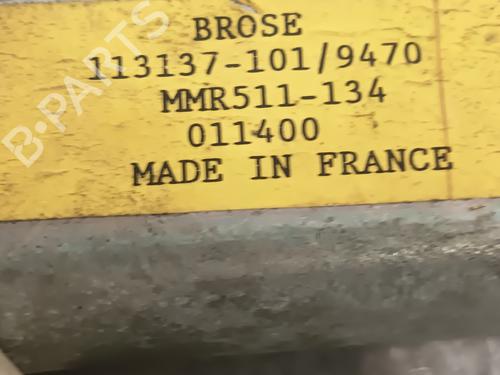 BROSE
113137-101/9470
MMR511-134
011400
MADE IN FRANCE
B-PARTS